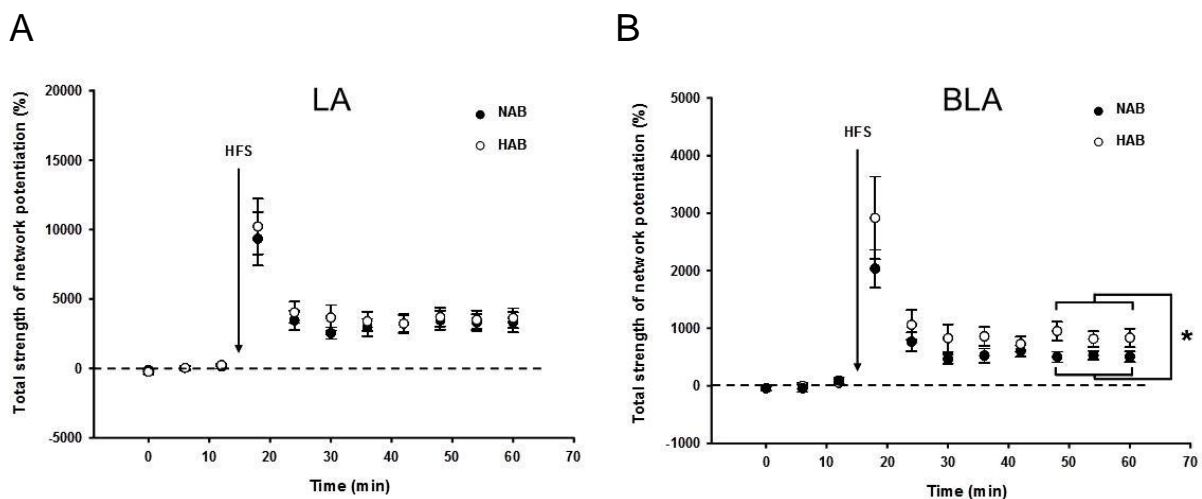 A
Total strength of network potentiation (%)
20000
15000
10000
5000
0
-5000
LA
HFS
NAB
HAB
0 10 20 30 40 50 60 70
Time (min)
B
Total strength of network potentiation (%)
5000
4000
3000
2000
1000
0
-1000
BLA
HFS
NAB
HAB
*
0 10 20 30 40 50 60 70
Time (min)